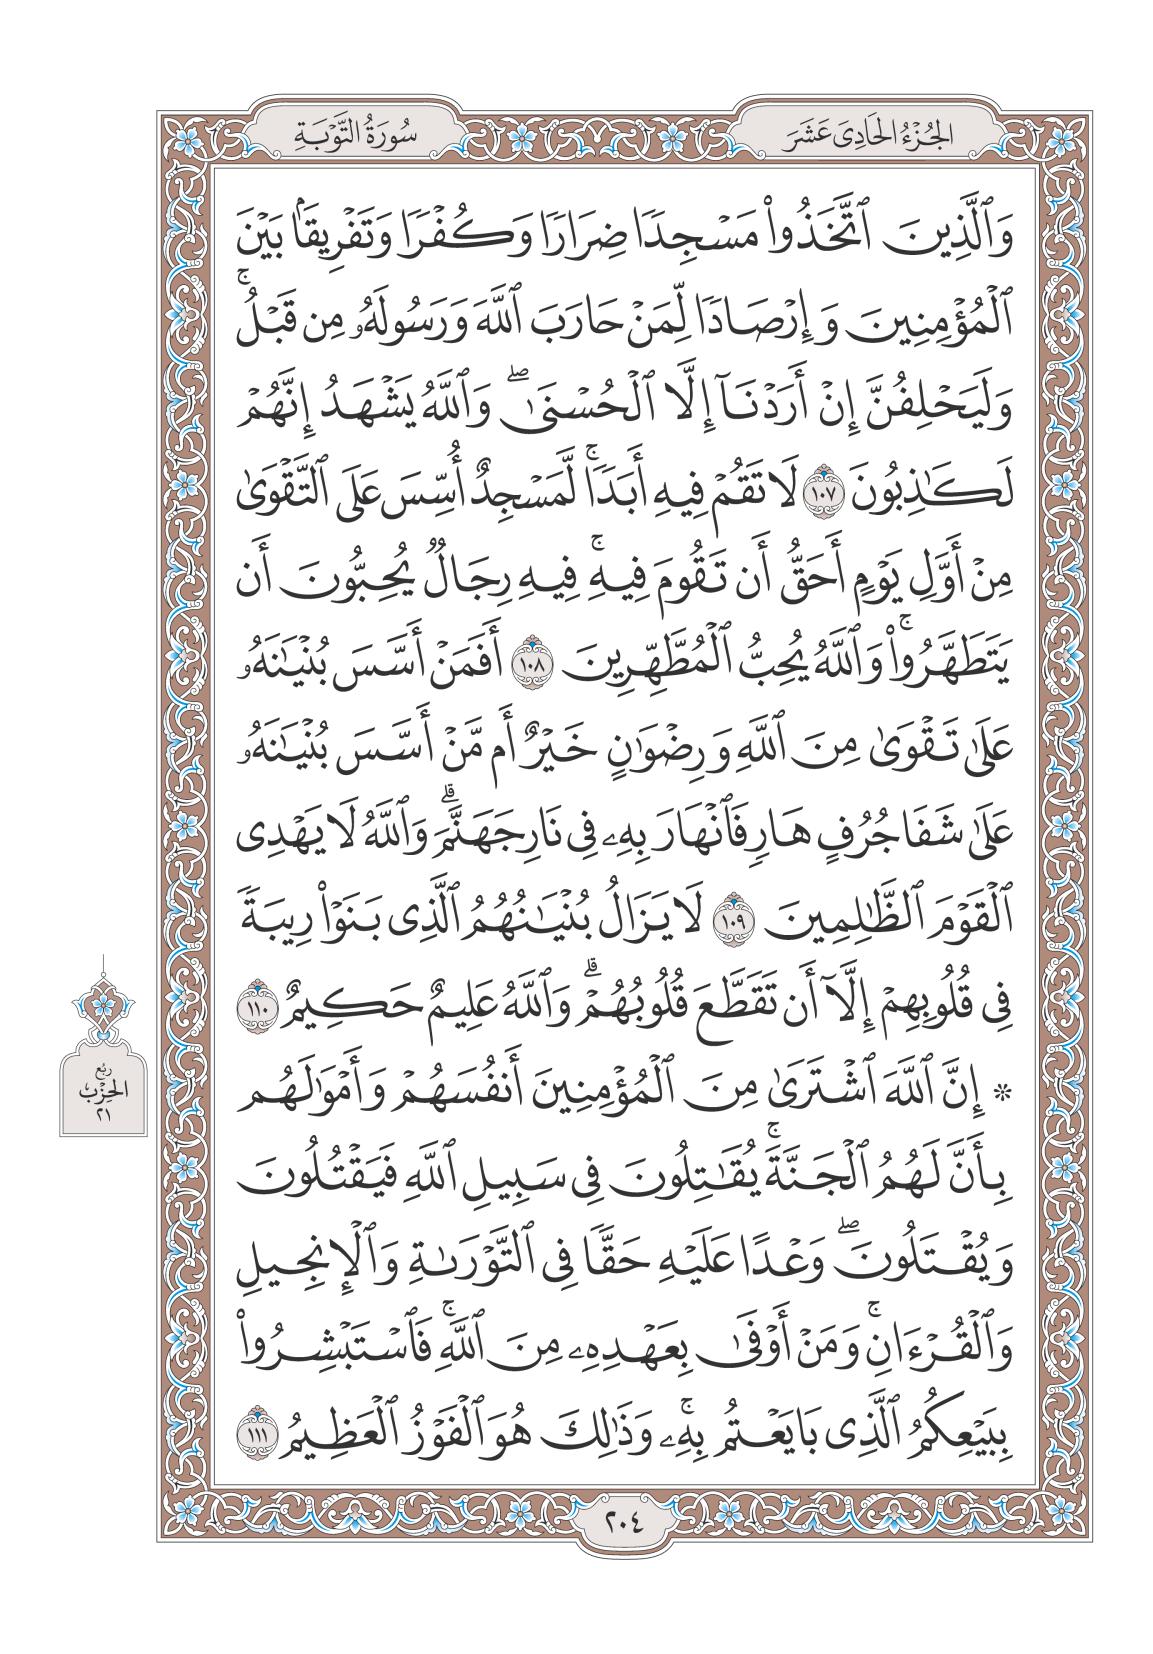 الجُزْءُ الحَادِىَ عَشَرَ
سُورَةُ التَّوْبَةِ
وَٱلَّذِينَ ٱتَّخَذُوا۟ مَسْجِدًا ضِرَارًا وَكُفْرًا وَتَفْرِيقًۢا بَيْنَ
ٱلْمُؤْمِنِينَ وَإِرْصَادًا لِّمَنْ حَارَبَ ٱللَّهَ وَرَسُولَهُۥ مِن قَبْلُ ۚ
وَلَيَحْلِفُنَّ إِنْ أَرَدْنَآ إِلَّا ٱلْحُسْنَىٰ ۖ وَٱللَّهُ يَشْهَدُ إِنَّهُمْ
لَكَـٰذِبُونَ ١٠٧ لَا تَقُمْ فِيهِ أَبَدًا ۚ لَّمَسْجِدٌ أُسِّسَ عَلَى ٱلتَّقْوَىٰ
مِنْ أَوَّلِ يَوْمٍ أَحَقُّ أَن تَقُومَ فِيهِ ۚ فِيهِ رِجَالٌ يُحِبُّونَ أَن
يَتَطَهَّرُوا۟ ۚ وَٱللَّهُ يُحِبُّ ٱلْمُطَّهِّرِينَ ١٠٨ أَفَمَنْ أَسَّسَ بُنْيَـٰنَهُۥ
عَلَىٰ تَقْوَىٰ مِنَ ٱللَّهِ وَرِضْوَٰنٍ خَيْرٌ أَم مَّنْ أَسَّسَ بُنْيَـٰنَهُۥ
عَلَىٰ شَفَا جُرُفٍ هَارٍ فَٱنْهَارَ بِهِۦ فِى نَارِ جَهَنَّمَ ۗ وَٱللَّهُ لَا يَهْدِى
ٱلْقَوْمَ ٱلظَّـٰلِمِينَ ١٠٩ لَا يَزَالُ بُنْيَـٰنُهُمُ ٱلَّذِى بَنَوْا۟ رِيبَةً
فِى قُلُوبِهِمْ إِلَّآ أَن تَقَطَّعَ قُلُوبُهُمْ ۗ وَٱللَّهُ عَلِيمٌ حَكِيمٌ ١١٠
* إِنَّ ٱللَّهَ ٱشْتَرَىٰ مِنَ ٱلْمُؤْمِنِينَ أَنفُسَهُمْ وَأَمْوَٰلَهُم
بِأَنَّ لَهُمُ ٱلْجَنَّةَ ۚ يُقَـٰتِلُونَ فِى سَبِيلِ ٱللَّهِ فَيَقْتُلُونَ
وَيُقْتَلُونَ ۖ وَعْدًا عَلَيْهِ حَقًّا فِى ٱلتَّوْرَىٰةِ وَٱلْإِنجِيلِ
وَٱلْقُرْءَانِ ۚ وَمَنْ أَوْفَىٰ بِعَهْدِهِۦ مِنَ ٱللَّهِ ۚ فَٱسْتَبْشِرُوا۟
بِبَيْعِكُمُ ٱلَّذِى بَايَعْتُم بِهِۦ ۚ وَذَٰلِكَ هُوَ ٱلْفَوْزُ ٱلْعَظِيمُ ١١١
ربُع
الحِزْب
٢١
٢٠٤